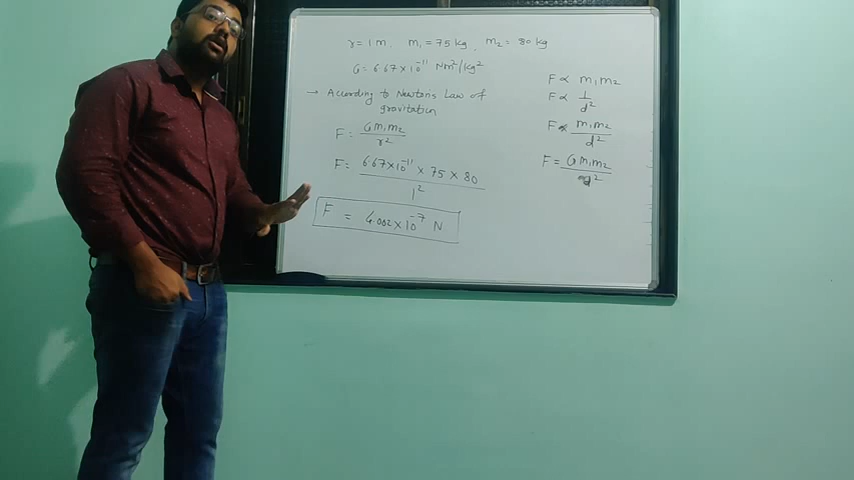 r = 1 m, m₁ = 75 kg, m₂ = 80 kg
G = 6.67 × 10⁻¹¹ Nm²/kg²
→ According to Newtons Law of
gravitation
F = Gm₁m₂/r²
F = 6.67×10⁻¹¹ × 75 × 80/1²
F = 4.002×10⁻⁷ N
F ∝ m₁m₂
F ∝ 1/d²
F ∝ m₁m₂/d²
F = Gm₁m₂/d²